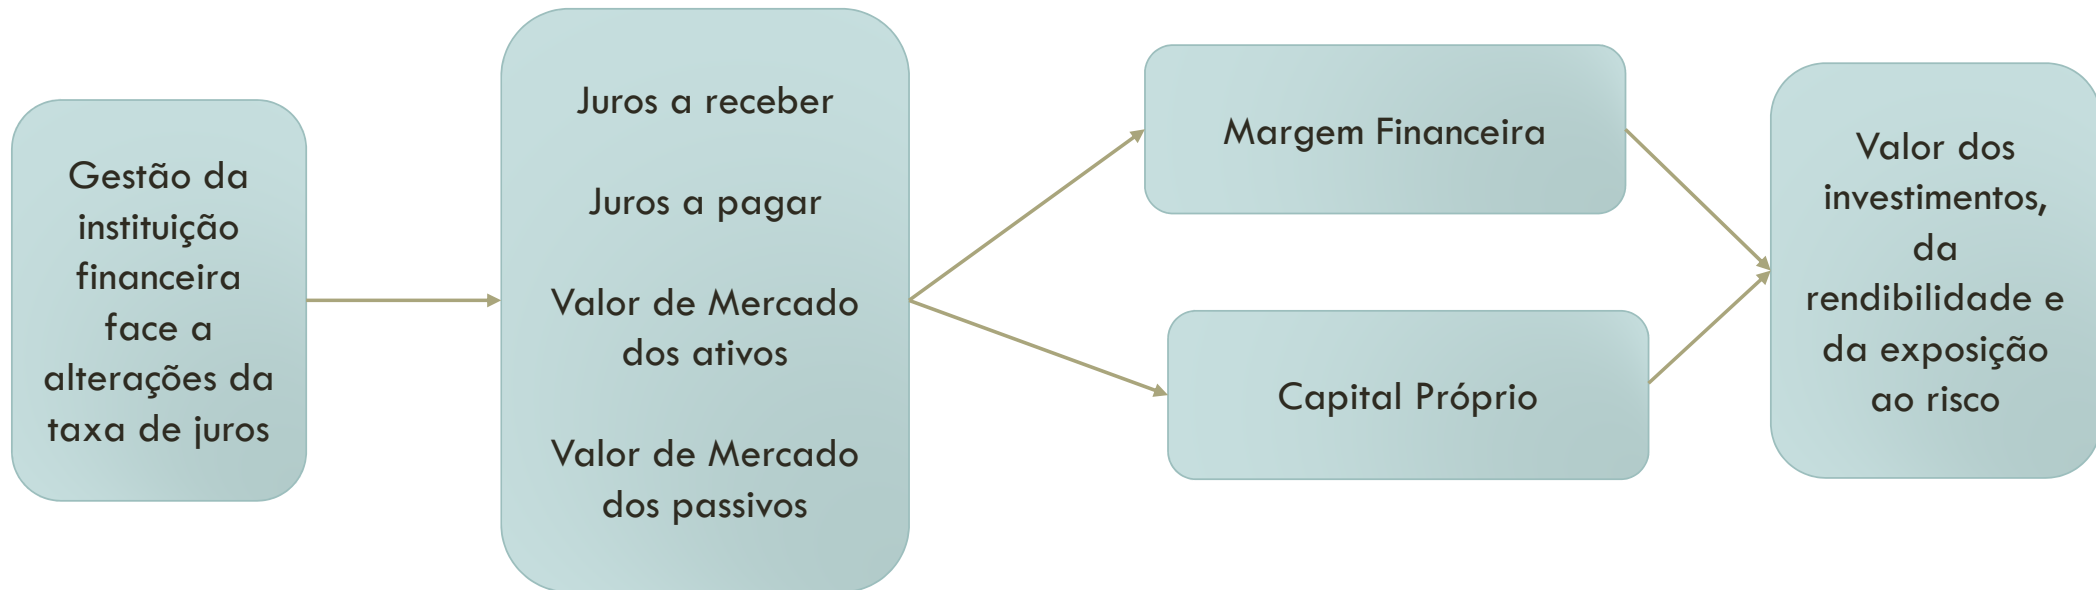 Gestão da
instituição
financeira
face a
alterações da
taxa de juros
Juros a receber
Juros a pagar
Valor de Mercado
dos ativos
Valor de Mercado
dos passivos
Margem Financeira
Capital Próprio
Valor dos
investimentos,
da
rendibilidade e
da exposição
ao risco